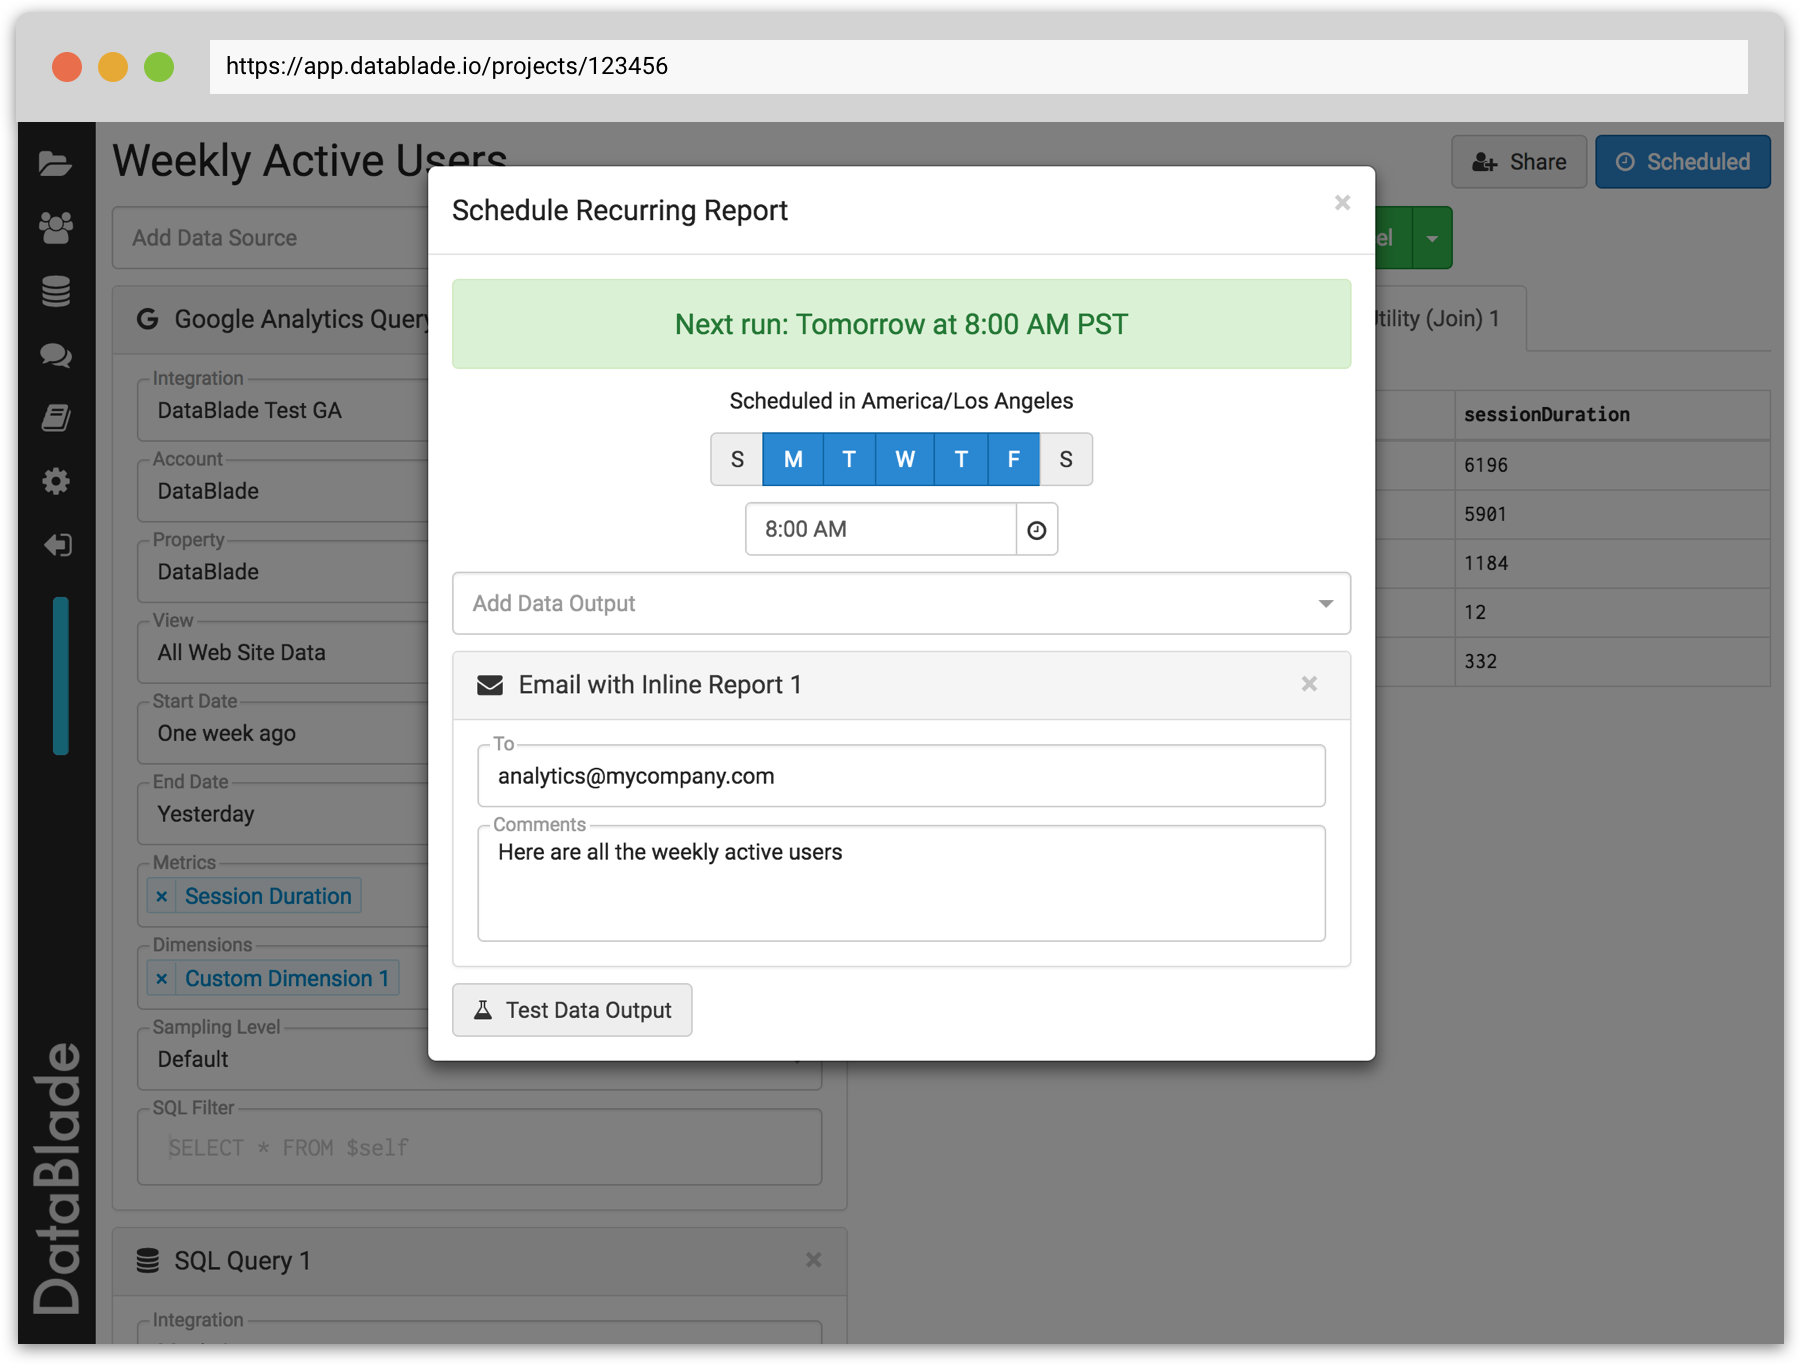 https://app.datablade.io/projects/123456
Weekly Active Users
Share
Scheduled
Add Data Source
Google Analytics Query
Integration
DataBlade Test GA
Account
DataBlade
Property
DataBlade
View
All Web Site Data
Start Date
One week ago
End Date
Yesterday
Metrics
× Session Duration
Dimensions
× Custom Dimension 1
Sampling Level
Default
SQL Filter
SELECT * FROM $self
SQL Query 1
×
Integration
DataBlade
Schedule Recurring Report
×
Next run: Tomorrow at 8:00 AM PST
Scheduled in America/Los Angeles
S M T W T F S
8:00 AM
Add Data Output
Email with Inline Report 1
×
To
analytics@mycompany.com
Comments
Here are all the weekly active users
Test Data Output
el
tility (Join) 1
sessionDuration
6196
5901
1184
12
332